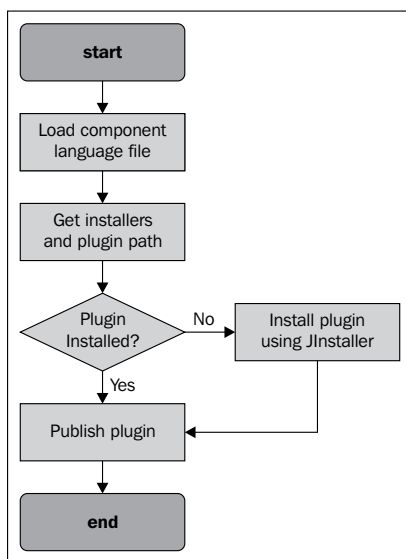 start
Load component
language file
Get installers
and plugin path
Plugin
Installed?
No
Install plugin
using JInstaller
Yes
Publish plugin
end